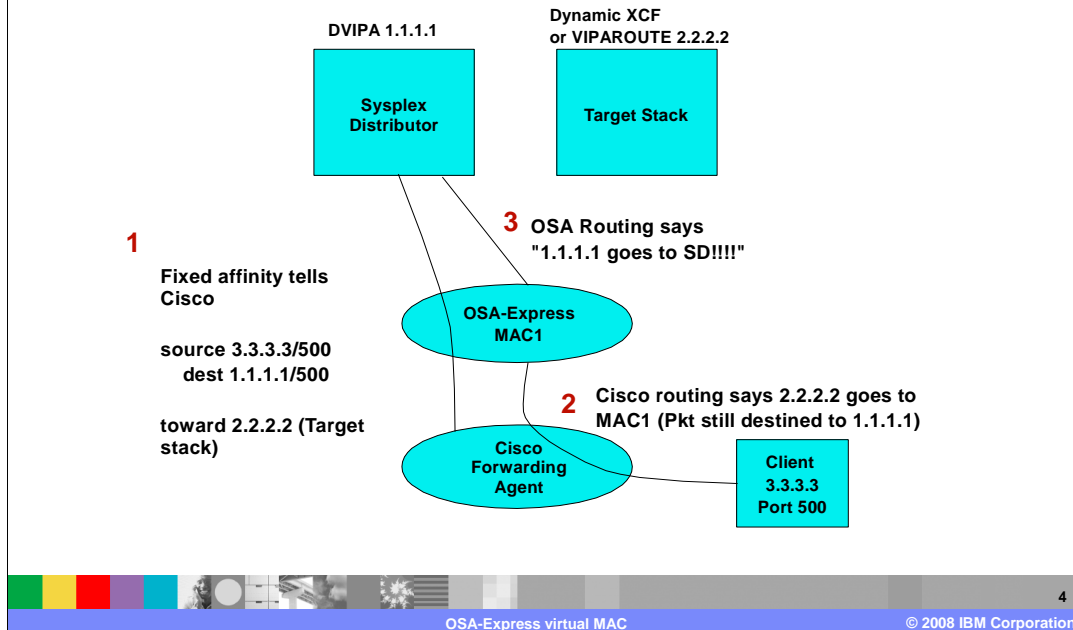 DVIPA 1.1.1.1
Dynamic XCF
or VIPAROUTE 2.2.2.2
Sysplex
Distributor
Target Stack
1
Fixed affinity tells
Cisco
source 3.3.3.3/500
dest 1.1.1.1/500
toward 2.2.2.2 (Target
stack)
3
OSA Routing says
"1.1.1.1 goes to SD!!!!"
OSA-Express
MAC1
2
Cisco routing says 2.2.2.2 goes to
MAC1 (Pkt still destined to 1.1.1.1)
Cisco
Forwarding
Agent
Client
3.3.3.3
Port 500
4
OSA-Express virtual MAC
© 2008 IBM Corporation